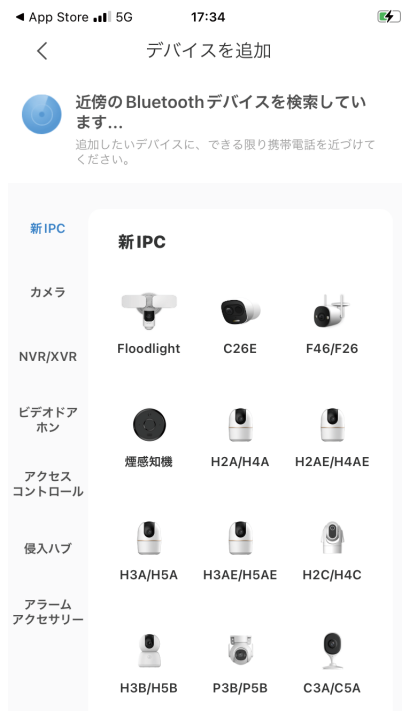 ◀ App Store 5G 17:34
デバイスを追加
近傍のBluetoothデバイスを検索してい
ます...
追加したいデバイスに、できる限り携帯電話を近づけて
ください。
新IPC
カメラ
NVR/XVR
ビデオドア
ホン
アクセス
コントロール
侵入ハブ
アラーム
アクセサリー
新IPC
Floodlight C26E F46/F26
煙感知機 H2A/H4A H2AE/H4AE
H3A/H5A H3AE/H5AE H2C/H4C
H3B/H5B P3B/P5B C3A/C5A